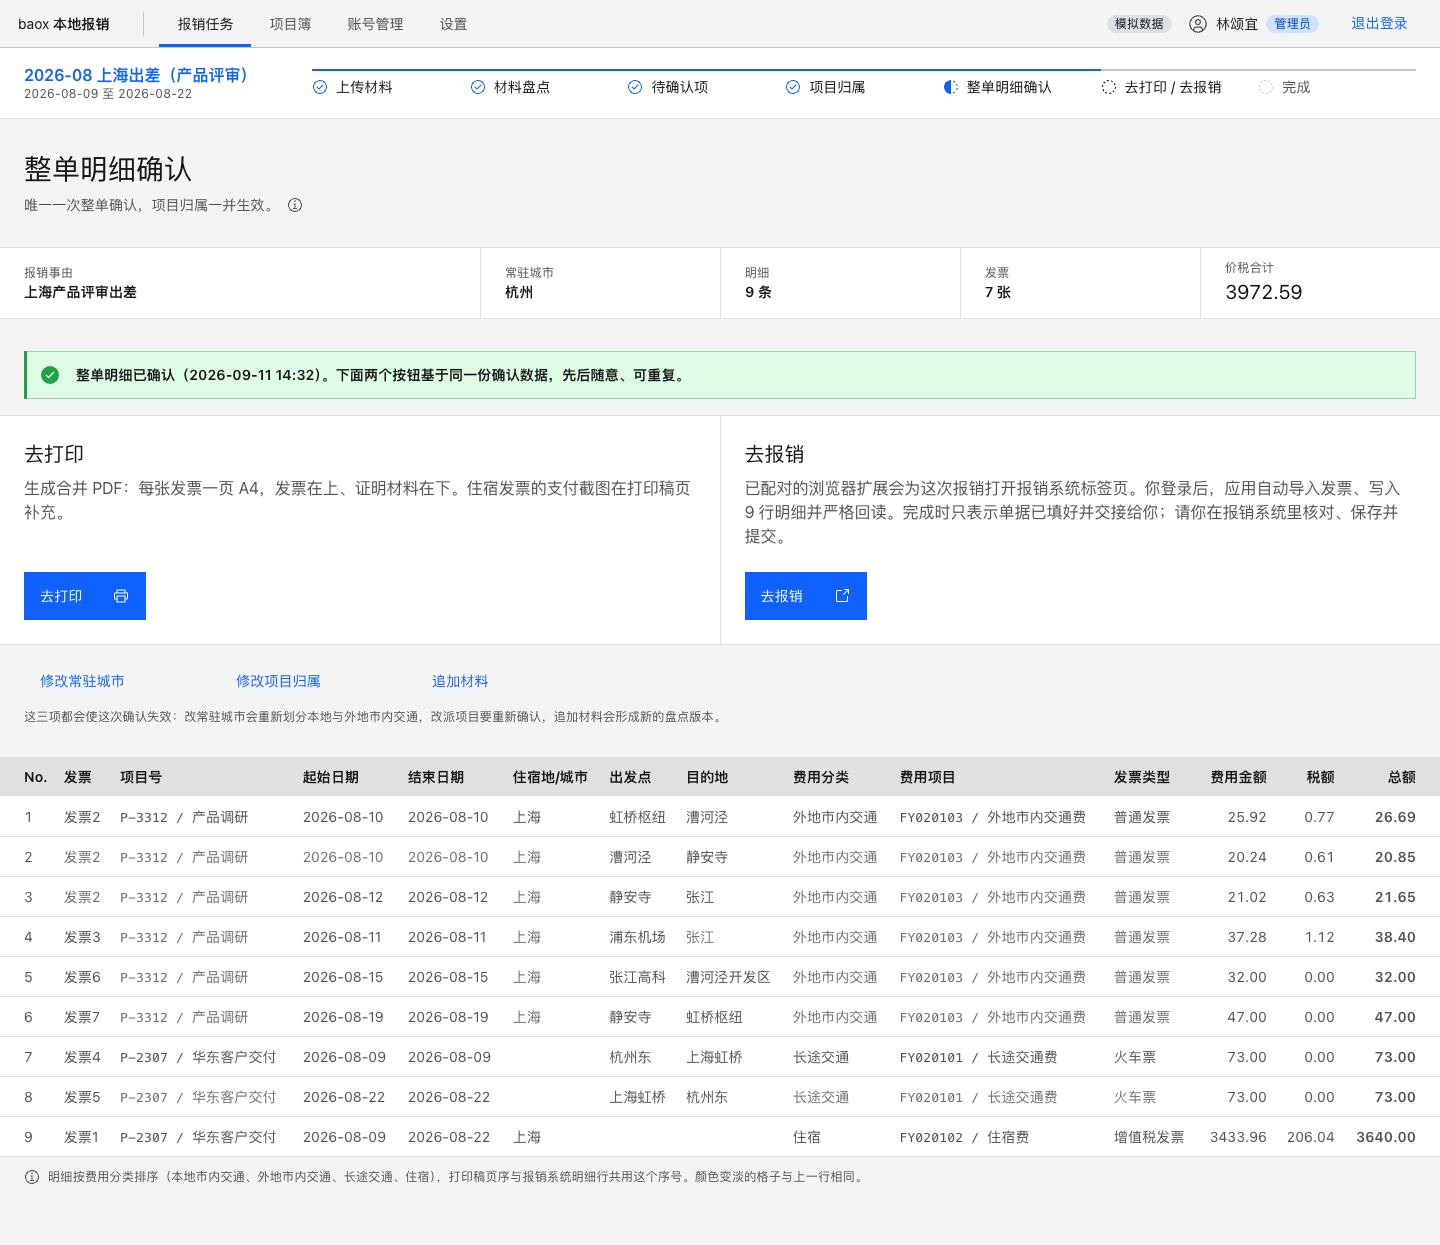 baox 本地报销 报销任务 项目簿 账号管理 设置 模拟数据 林颂宜 管理员 退出登录
2026-08 上海出差（产品评审）
2026-08-09 至 2026-08-22
上传材料 材料盘点 待确认项 项目归属 整单明细确认 去打印 / 去报销 完成
整单明细确认
唯一一次整单确认，项目归属一并生效。
报销事由 常驻城市 明细 发票 价税合计
上海产品评审出差 杭州 9 条 7 张 3972.59
整单明细已确认（2026-09-11 14:32）。下面两个按钮基于同一份确认数据，先后随意、可重复。
去打印
生成合并 PDF：每张发票一页 A4，发票在上、证明材料在下。住宿发票的支付截图在打印稿页
补充。
去打印
去报销
已配对的浏览器扩展会为这次报销打开报销系统标签页。你登录后，应用自动导入发票、写入
9 行明细并严格回读。完成时只表示单据已填好并交接给你；请你在报销系统里核对、保存并
提交。
去报销
修改常驻城市 修改项目归属 追加材料
这三项都会使这次确认失效：改常驻城市会重新划分本地与外地市内交通，改派项目要重新确认，追加材料会形成新的盘点版本。
No. 发票 项目号 起始日期 结束日期 住宿地/城市 出发点 目的地 费用分类 费用项目 发票类型 费用金额 税额 总额
1 发票2 P-3312 / 产品调研 2026-08-10 2026-08-10 上海 虹桥枢纽 漕河泾 外地市内交通 FY020103 / 外地市内交通费 普通发票 25.92 0.77 26.69
2 发票2 P-3312 / 产品调研 2026-08-10 2026-08-10 上海 漕河泾 静安寺 外地市内交通 FY020103 / 外地市内交通费 普通发票 20.24 0.61 20.85
3 发票2 P-3312 / 产品调研 2026-08-12 2026-08-12 上海 静安寺 张江 外地市内交通 FY020103 / 外地市内交通费 普通发票 21.02 0.63 21.65
4 发票3 P-3312 / 产品调研 2026-08-11 2026-08-11 上海 浦东机场 张江 外地市内交通 FY020103 / 外地市内交通费 普通发票 37.28 1.12 38.40
5 发票6 P-3312 / 产品调研 2026-08-15 2026-08-15 上海 张江高科 漕河泾开发区 外地市内交通 FY020103 / 外地市内交通费 普通发票 32.00 0.00 32.00
6 发票7 P-3312 / 产品调研 2026-08-19 2026-08-19 上海 静安寺 虹桥枢纽 外地市内交通 FY020103 / 外地市内交通费 普通发票 47.00 0.00 47.00
7 发票4 P-2307 / 华东客户交付 2026-08-09 2026-08-09 杭州东 上海虹桥 长途交通 FY020101 / 长途交通费 火车票 73.00 0.00 73.00
8 发票5 P-2307 / 华东客户交付 2026-08-22 2026-08-22 上海虹桥 杭州东 长途交通 FY020101 / 长途交通费 火车票 73.00 0.00 73.00
9 发票1 P-2307 / 华东客户交付 2026-08-09 2026-08-22 上海 住宿 FY020102 / 住宿费 增值税发票 3433.96 206.04 3640.00
明细按费用分类排序（本地市内交通、外地市内交通、长途交通、住宿），打印稿页序与报销系统明细行共用这个序号。颜色变淡的格子与上一行相同。